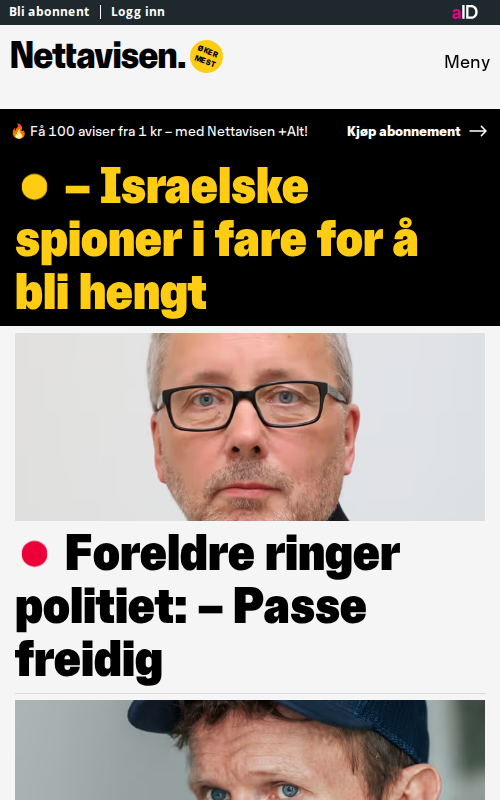 Bli abonnent
Logg inn
aID
Nettavisen.
ØKER
MEST
Meny
🔥 Få 100 aviser fra 1 kr – med Nettavisen +Alt!
Kjøp abonnement →
– Israelske
spioner i fare for å
bli hengt
Foreldre ringer
politiet: – Passe
freidig